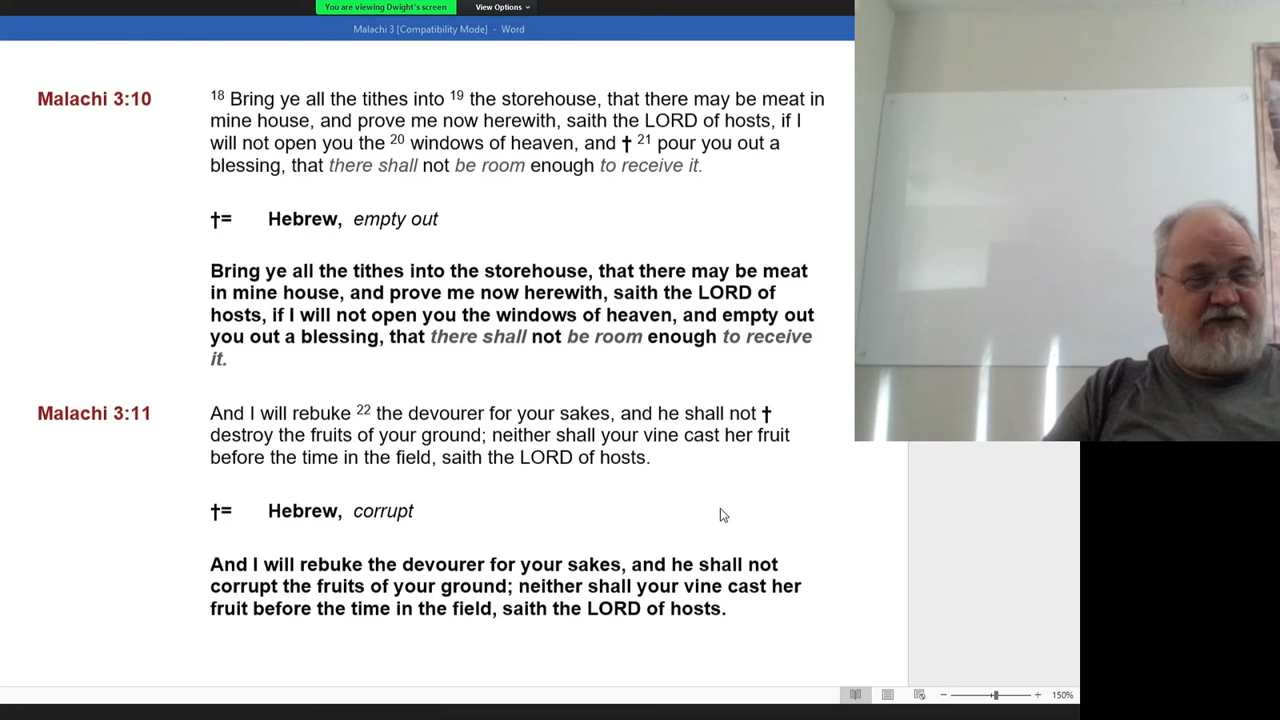 You are viewing Dwight's screen
View Options
Malachi 3 [Compatibility Mode] - Word
Malachi 3:10
18 Bring ye all the tithes into 19 the storehouse, that there may be meat in
mine house, and prove me now herewith, saith the LORD of hosts, if I
will not open you the 20 windows of heaven, and † 21 pour you out a
blessing, that there shall not be room enough to receive it.
†= Hebrew, empty out
Bring ye all the tithes into the storehouse, that there may be meat
in mine house, and prove me now herewith, saith the LORD of
hosts, if I will not open you the windows of heaven, and empty out
you out a blessing, that there shall not be room enough to receive
it.
Malachi 3:11
And I will rebuke 22 the devourer for your sakes, and he shall not †
destroy the fruits of your ground; neither shall your vine cast her fruit
before the time in the field, saith the LORD of hosts.
†= Hebrew, corrupt
And I will rebuke the devourer for your sakes, and he shall not
corrupt the fruits of your ground; neither shall your vine cast her
fruit before the time in the field, saith the LORD of hosts.
150%